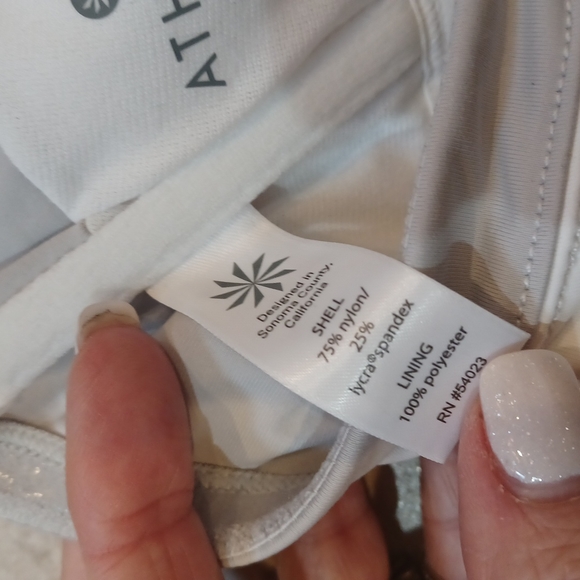 ATH
Designed in
Sonoma County,
California
SHELL
75% nylon/
25%
lycra®spandex
LINING
100% polyester
RN #54023